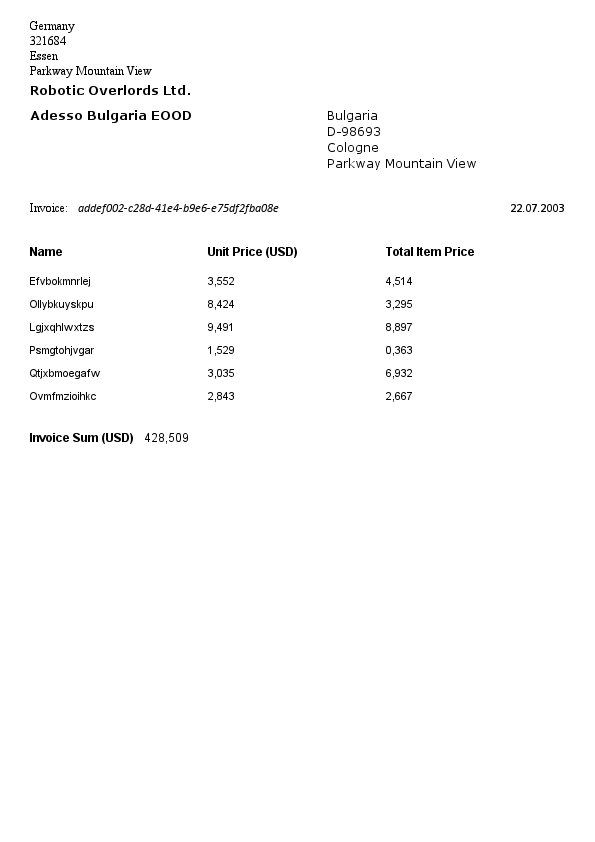 Germany
321684
Essen
Parkway Mountain View
Robotic Overlords Ltd.
Adesso Bulgaria EOOD
Bulgaria
D-98693
Cologne
Parkway Mountain View
Invoice: addef002-c28d-41e4-b9e6-e75df2fba08e 22.07.2003
Name Unit Price (USD) Total Item Price
Efvbokmnrlej 3,552 4,514
Ollybkuyskpu 8,424 3,295
Lgjxqhlwxtzs 9,491 8,897
Psmgtohjvgar 1,529 0,363
Qtjxbmoegafw 3,035 6,932
Ovmfmzioihkc 2,843 2,667
Invoice Sum (USD) 428,509